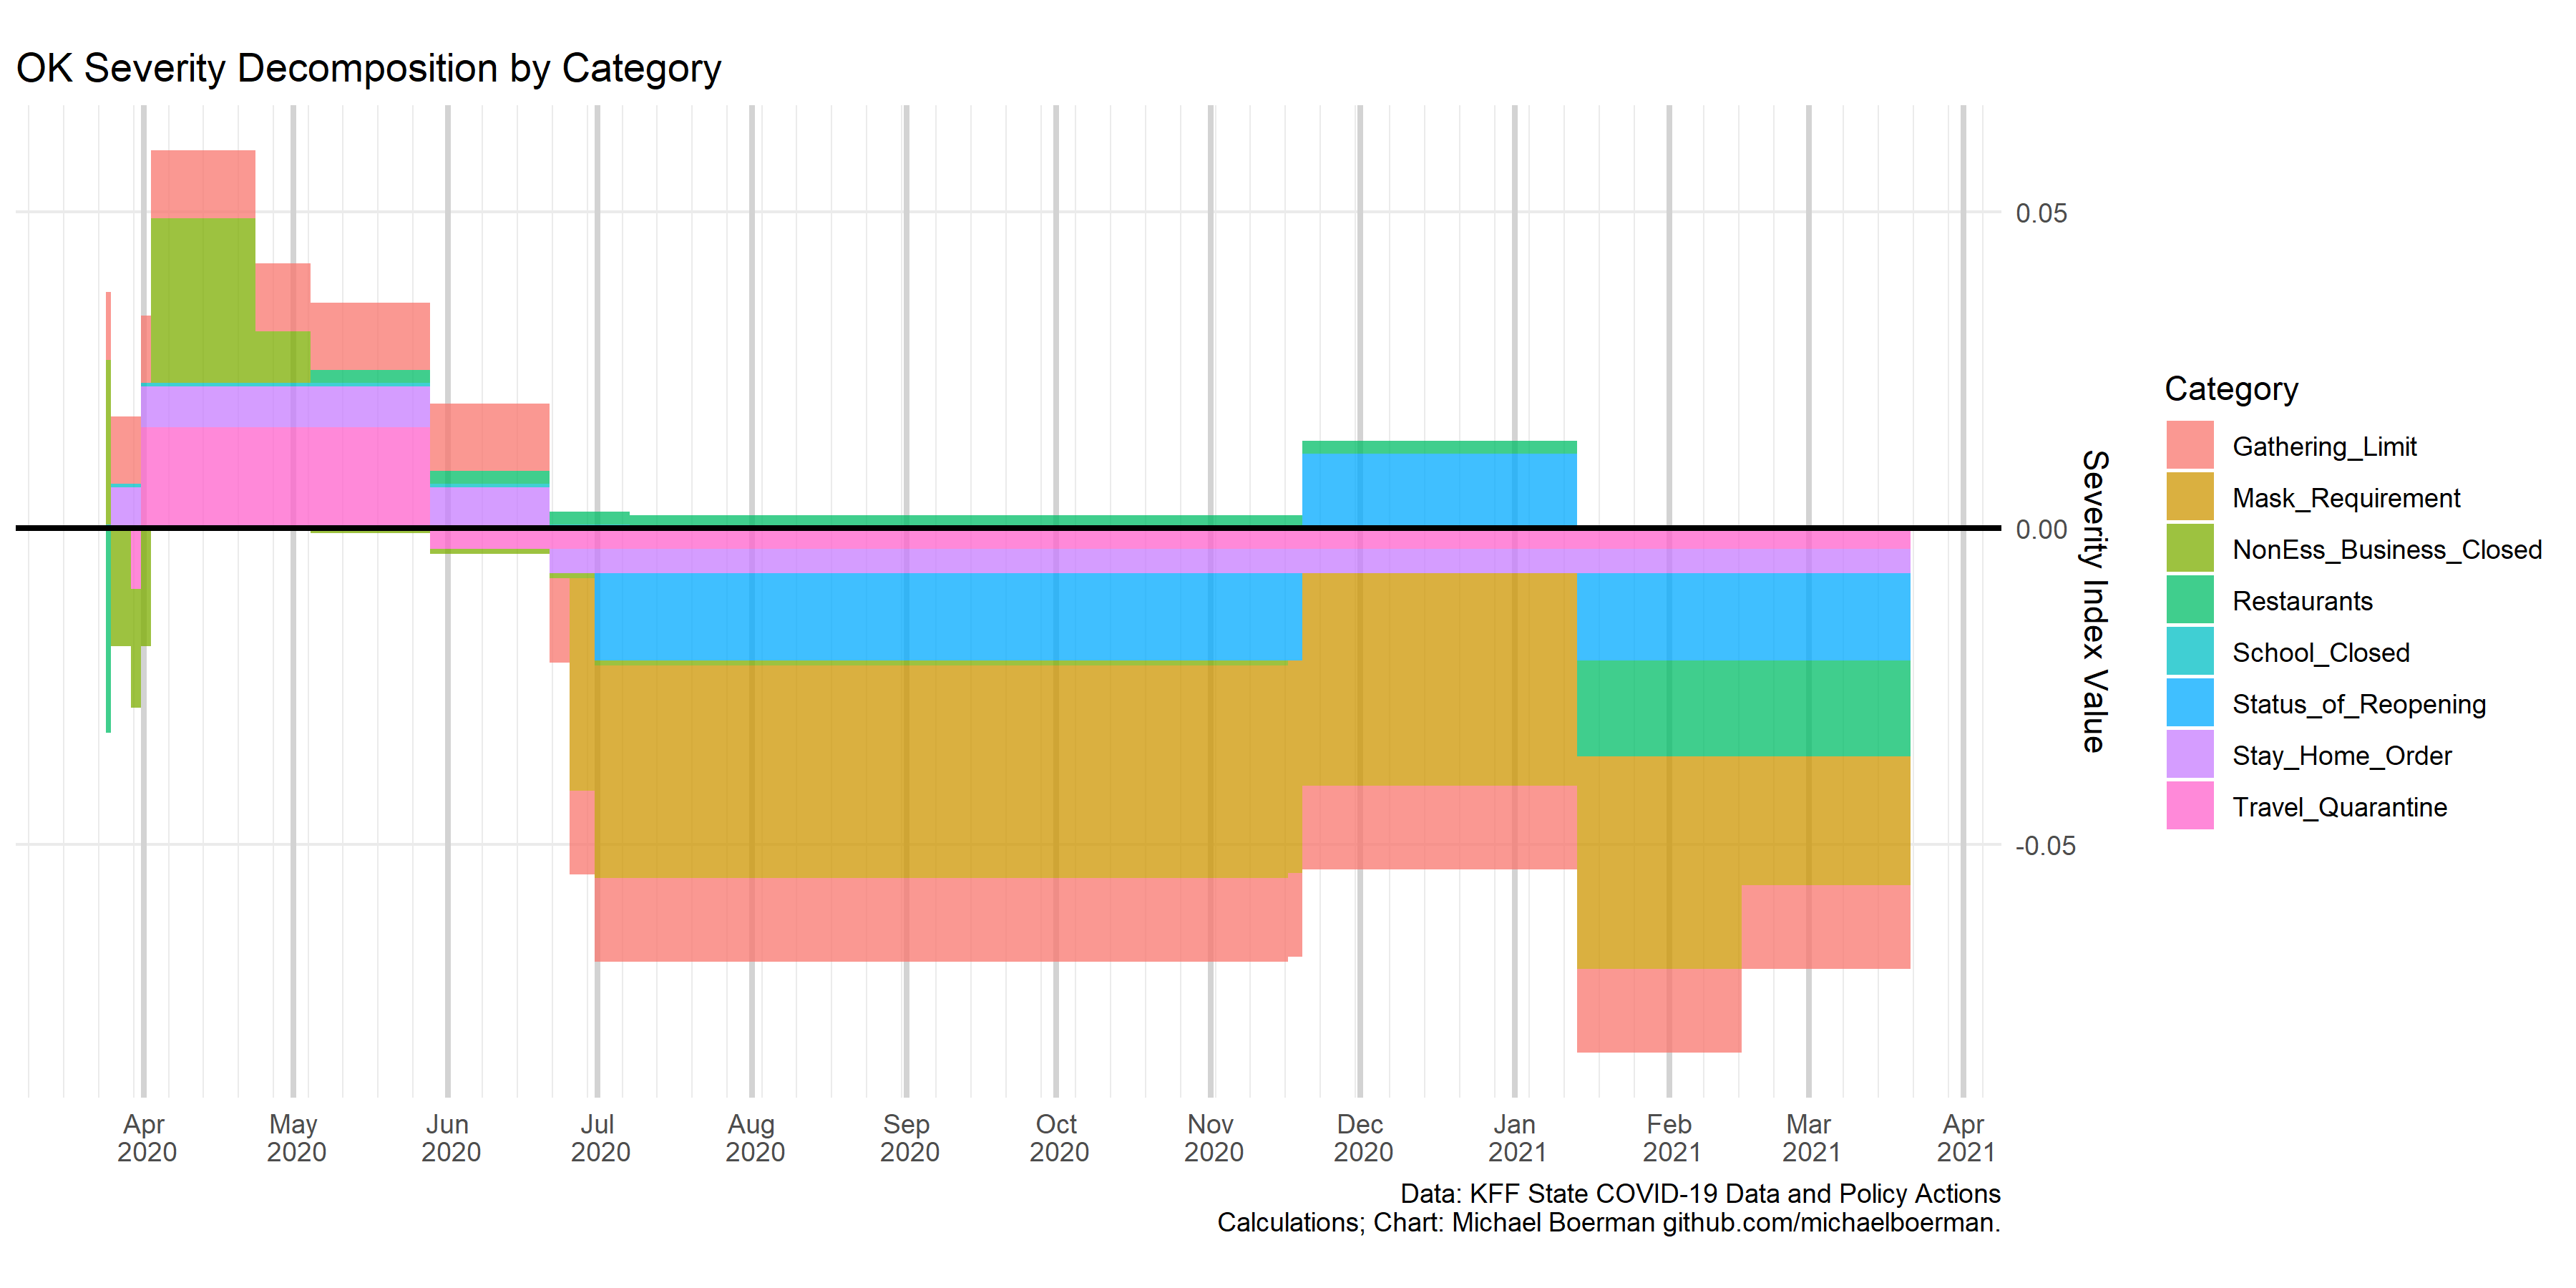 OK Severity Decomposition by Category
0.05
0.00
-0.05
Severity Index Value
Category
Gathering_Limit
Mask_Requirement
NonEss_Business_Closed
Restaurants
School_Closed
Status_of_Reopening
Stay_Home_Order
Travel_Quarantine
Apr May Jun Jul Aug Sep Oct Nov Dec Jan Feb Mar Apr
2020 2020 2020 2020 2020 2020 2020 2020 2020 2021 2021 2021 2021
Data: KFF State COVID-19 Data and Policy Actions
Calculations; Chart: Michael Boerman github.com/michaelboerman.